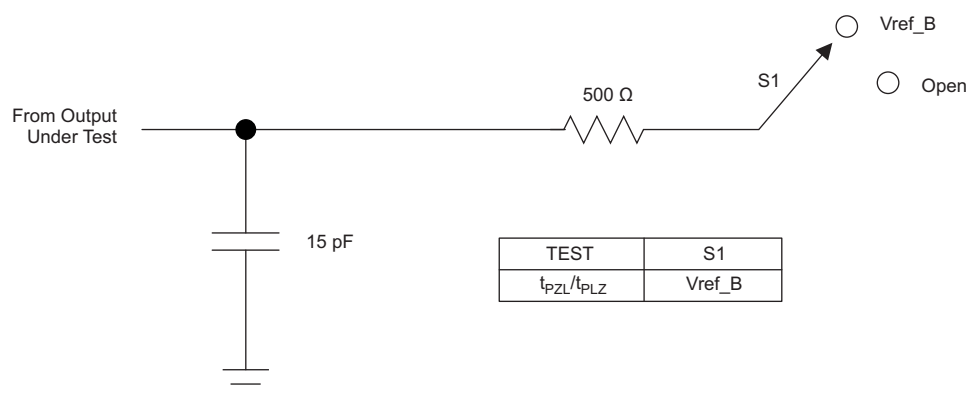 Vref_B
S1
Open
500 Ω
From Output
Under Test
15 pF
TEST S1
tPZL/tPLZ Vref_B